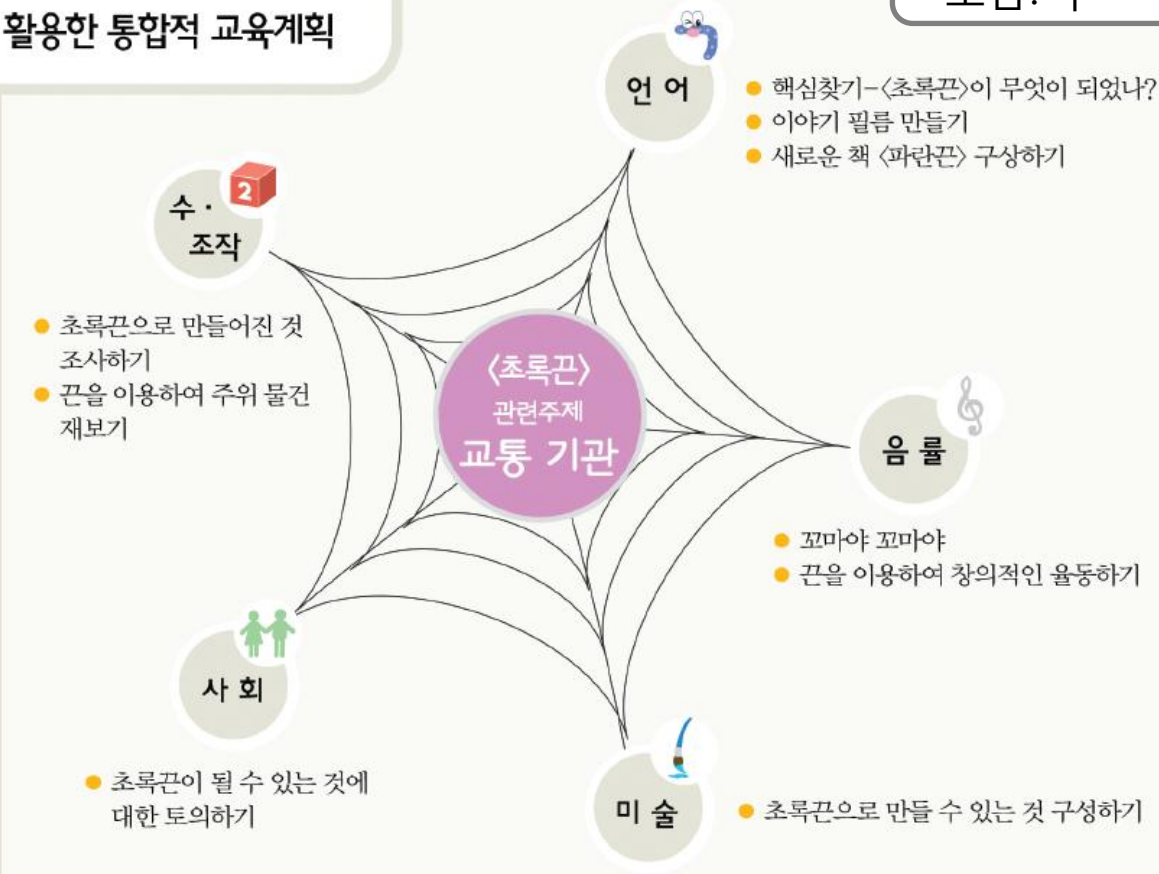 활용한 통합적 교육계획
언 어
핵심찾기-〈초록끈〉이 무엇이 되었나?
이야기 필름 만들기
새로운 책 〈파란끈〉 구상하기
수·
조작
2
초록끈으로 만들어진 것
조사하기
끈을 이용하여 주위 물건
재보기
〈초록끈〉
관련주제
교통 기관
음 률
꼬마야 꼬마야
끈을 이용하여 창의적인 율동하기
사 회
초록끈이 될 수 있는 것에
대한 토의하기
미 술
초록끈으로 만들 수 있는 것 구성하기